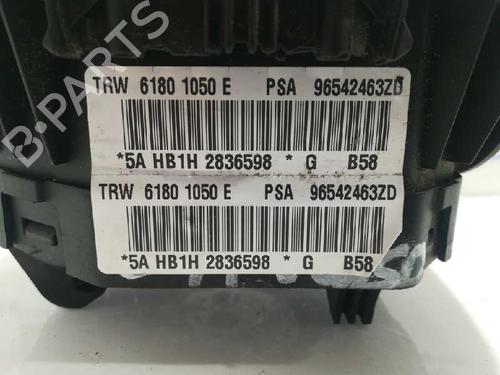 B-PARTS
TRW 6180 1050 E PSA 96542463ZD
*5A HB1H 2836598 * G B58
TRW 6180 1050 E PSA 96542463ZD
*5A HB1H 2836598 * G B58